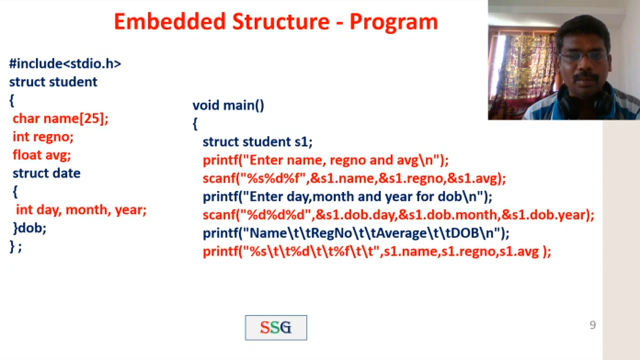 Embedded Structure - Program
#include<stdio.h>
struct student
{
char name[25];
int regno;
float avg;
struct date
{
int day, month, year;
}dob;
} ;
void main()
{
struct student s1;
printf("Enter name, regno and avg\n");
scanf("%s%d%f",&s1.name,&s1.regno,&s1.avg);
printf("Enter day,month and year for dob\n");
scanf("%d%d%d",&s1.dob.day,&s1.dob.month,&s1.dob.year);
printf("Name\t\tRegNo\t\tAverage\t\tDOB\n");
printf("%s\t\t%d\t\t%f\t\t",s1.name,s1.regno,s1.avg );
SSG
9